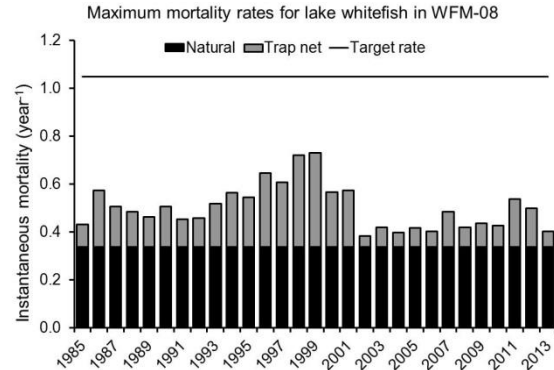 Maximum mortality rates for lake whitefish in WFM-08
Natural Trap net Target rate
Instantaneous mortality (year⁻¹)
1.2
1.0
0.8
0.6
0.4
0.2
0.0
1985 1987 1989 1991 1993 1995 1997 1999 2001 2003 2005 2007 2009 2011 2013